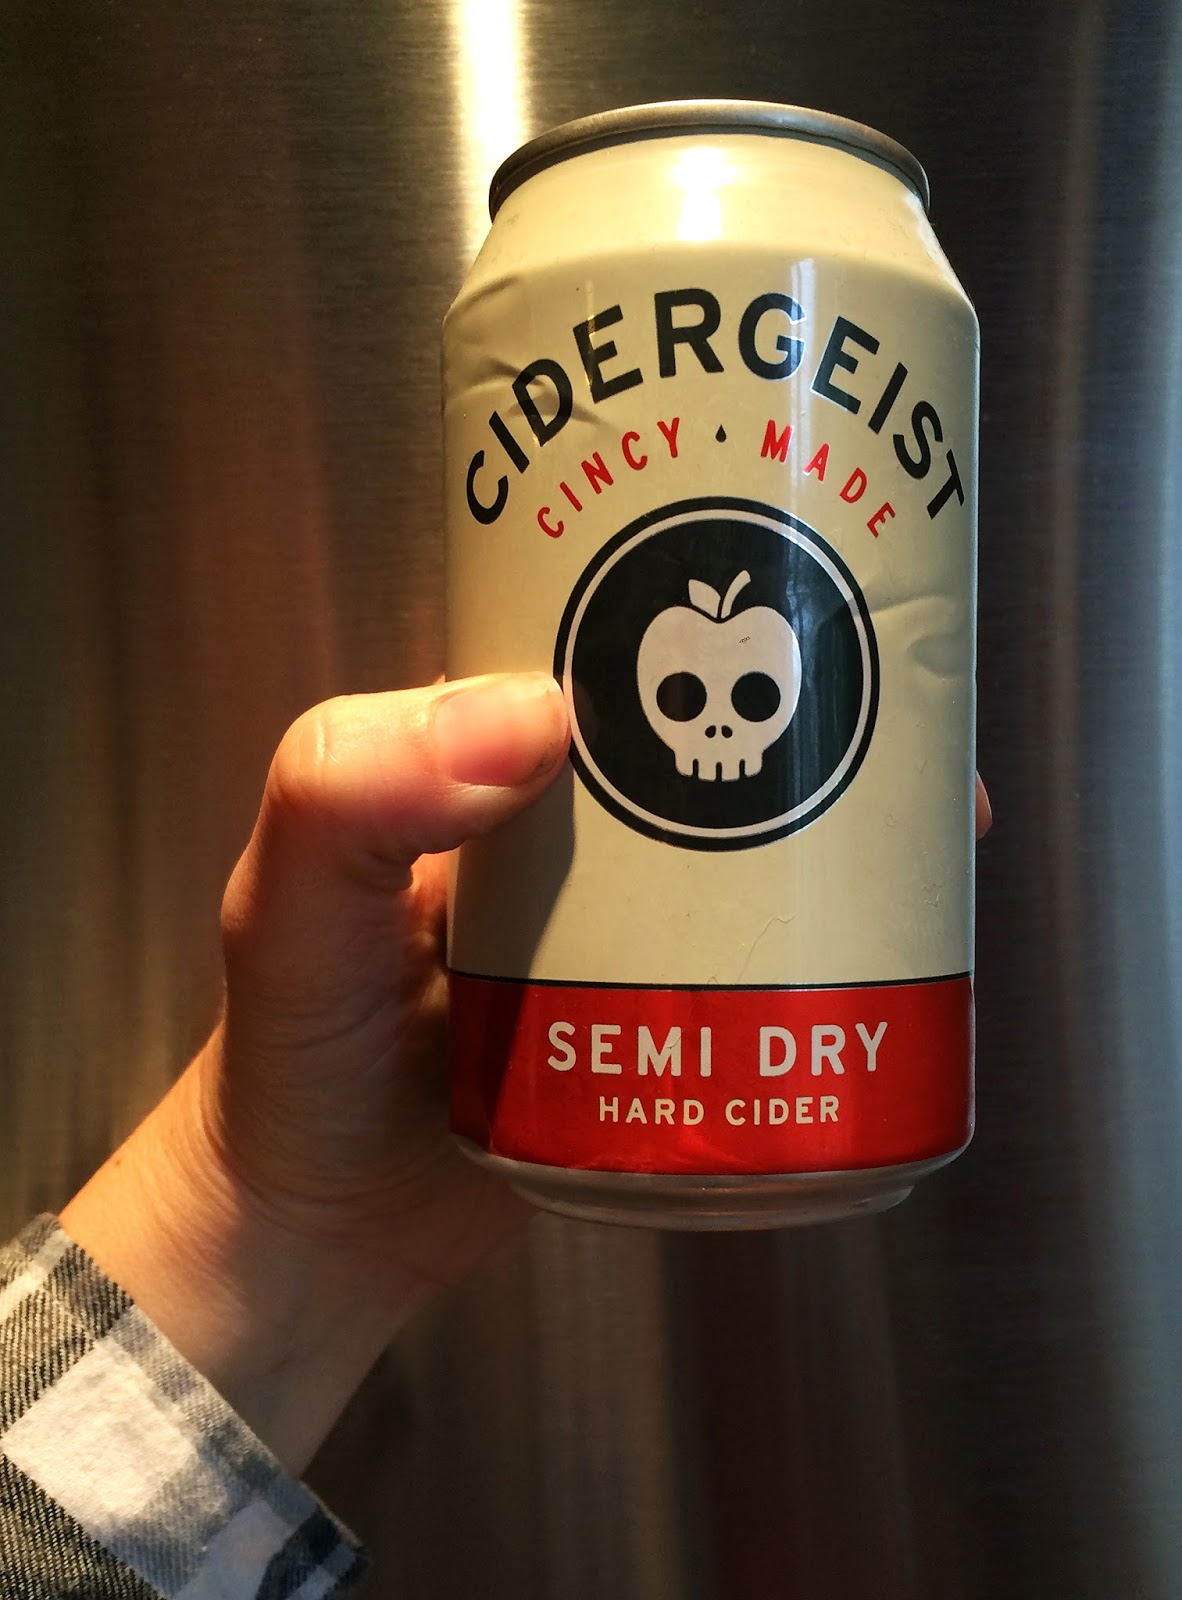 CIDERGEIST
CINCY • MADE
SEMI DRY
HARD CIDER